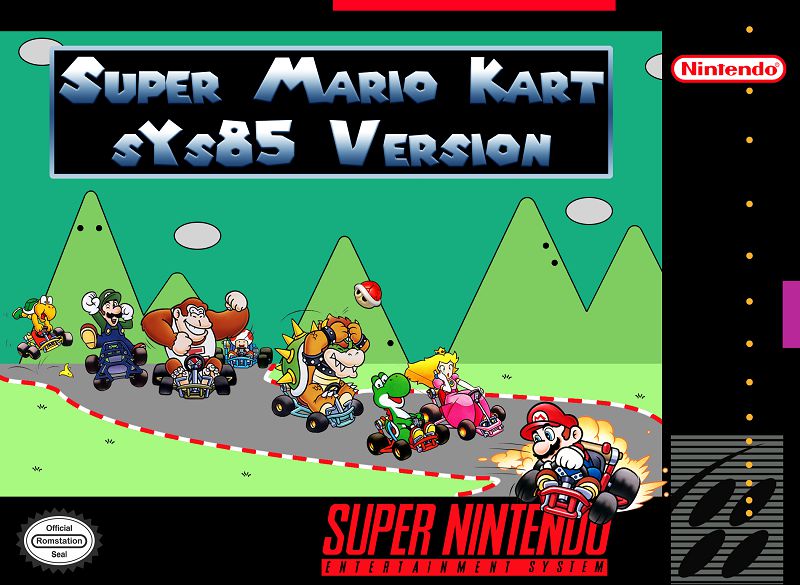 Super Mario Kart
sYs85 Version
Nintendo®
Official
Romstation
Seal
SUPER NINTENDO
ENTERTAINMENT SYSTEM